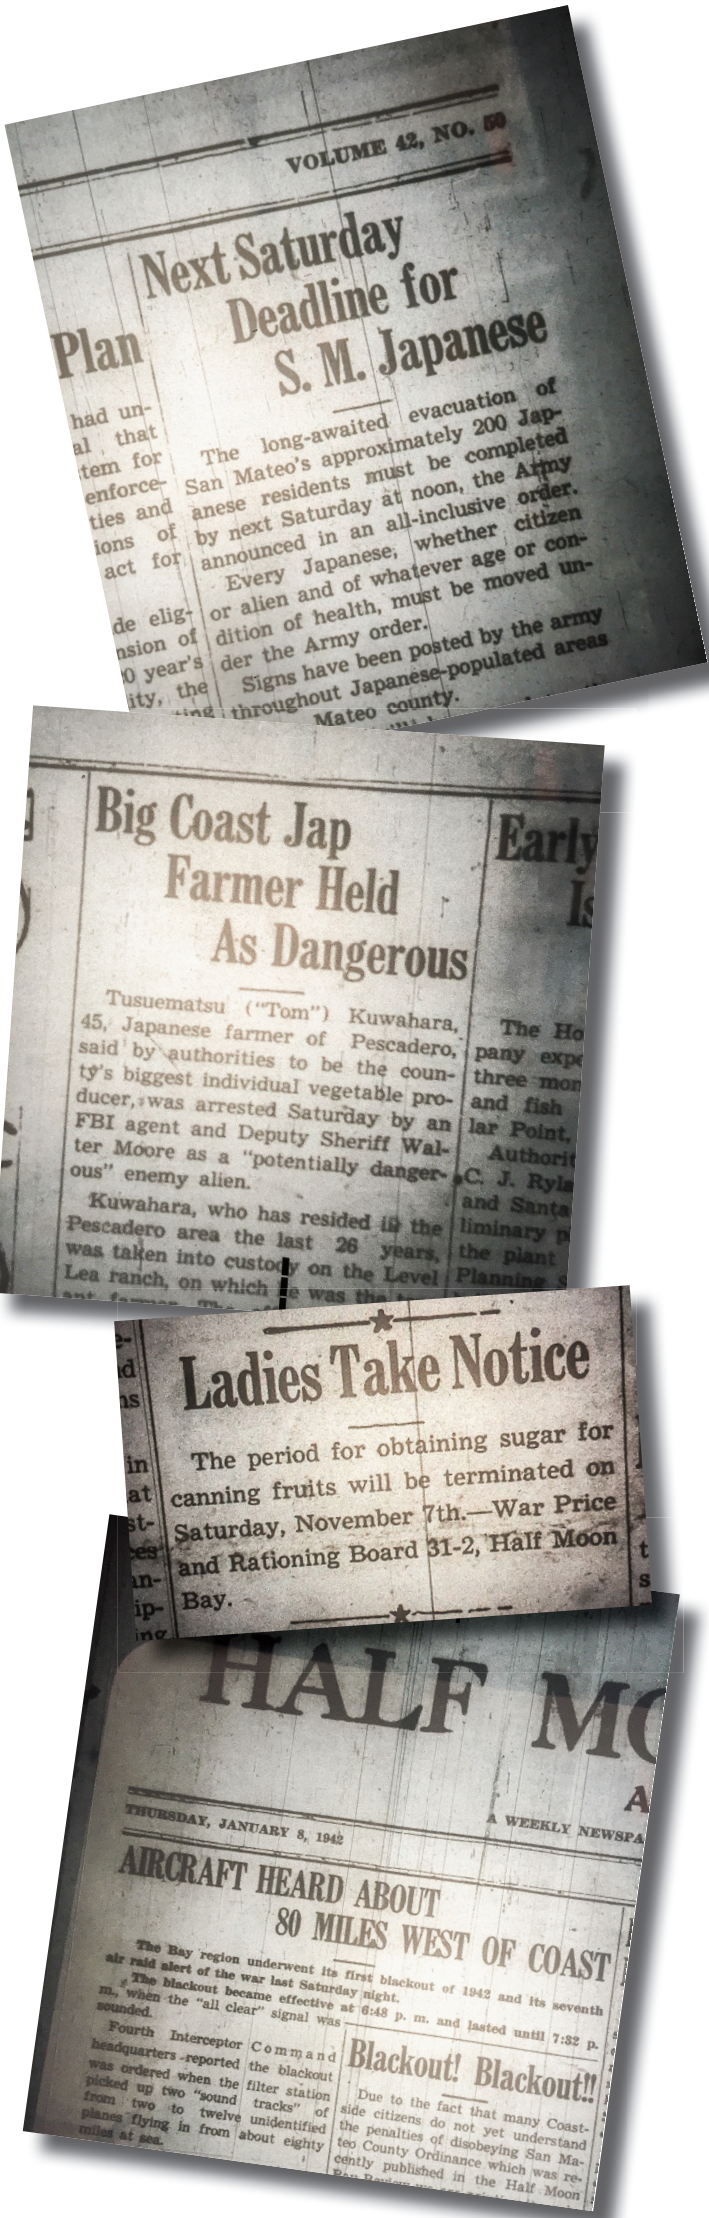 VOLUME 42, NO. 50
Next Saturday
Deadline for
S. M. Japanese
Plan
had un-
al that
tem for
enforce-
ties and
ions of
act for
de elig-
nsion of
0 year's
ity, the
The long-awaited evacuation of
San Mateo's approximately 200 Jap-
anese residents must be completed
by next Saturday at noon, the Army
announced in an all-inclusive order.
Every Japanese, whether citizen
or alien and of whatever age or con-
dition of health, must be moved un-
der the Army order.
Signs have been posted by the army
throughout Japanese-populated areas
Mateo county.
Big Coast Jap
Farmer Held
As Dangerous
Tusuematsu ("Tom") Kuwahara,
45, Japanese farmer of Pescadero,
said by authorities to be the coun-
ty's biggest individual vegetable pro-
ducer, was arrested Saturday by an
FBI agent and Deputy Sheriff Wal-
ter Moore as a "potentially danger-
ous" enemy alien.
Kuwahara, who has resided in the
Pescadero area the last 26 years,
was taken into custody on the Level
Lea ranch, on which he was the
Early
Is
The Ho
pany expe
three mon
and fish
lar Point,
Authorit
C. J. Ryla
and Santa
liminary p
the plant
Planning
Ladies Take Notice
The period for obtaining sugar for
canning fruits will be terminated on
Saturday, November 7th.—War Price
and Rationing Board 31-2, Half Moon
Bay.
in
at
st-
ces
an-
ip-
ing
HALF MO
A
THURSDAY, JANUARY 8, 1942
A WEEKLY NEWSPA
AIRCRAFT HEARD ABOUT
80 MILES WEST OF COAST
The Bay region underwent its first blackout of 1942 and its seventh
air raid alert of the war last Saturday night.
The blackout became effective at 6:48 p. m. and lasted until 7:32 p.
m., when the "all clear" signal was
sounded.
Fourth Interceptor Command
headquarters reported the blackout
was ordered when the filter station
picked up two "sound tracks" of
from two to twelve unidentified
planes flying in from about eighty
miles at sea.
Blackout! Blackout!!
Due to the fact that many Coast-
side citizens do not yet understand
the penalties of disobeying San Ma-
teo County Ordinance which was re-
cently published in the Half Moon